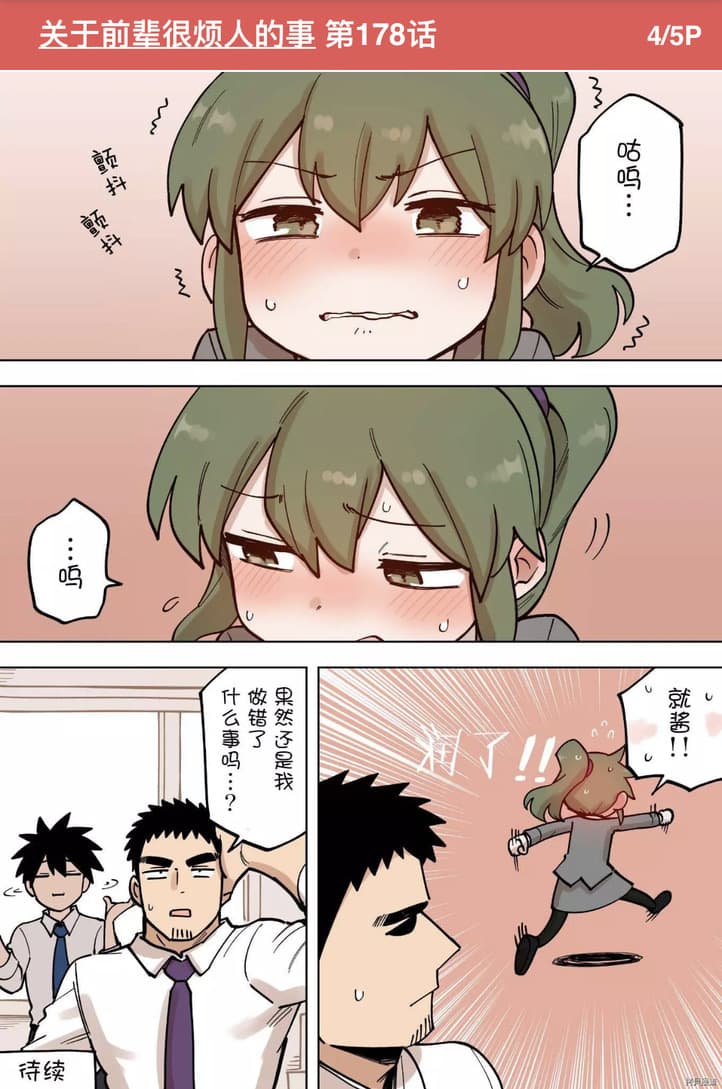 关于前辈很烦人的事 第178话
4/5P
咕呜…
颤抖
颤抖
…呜
就酱!!
润了!!
果然还是我
做错了
什么事吗…?
待续